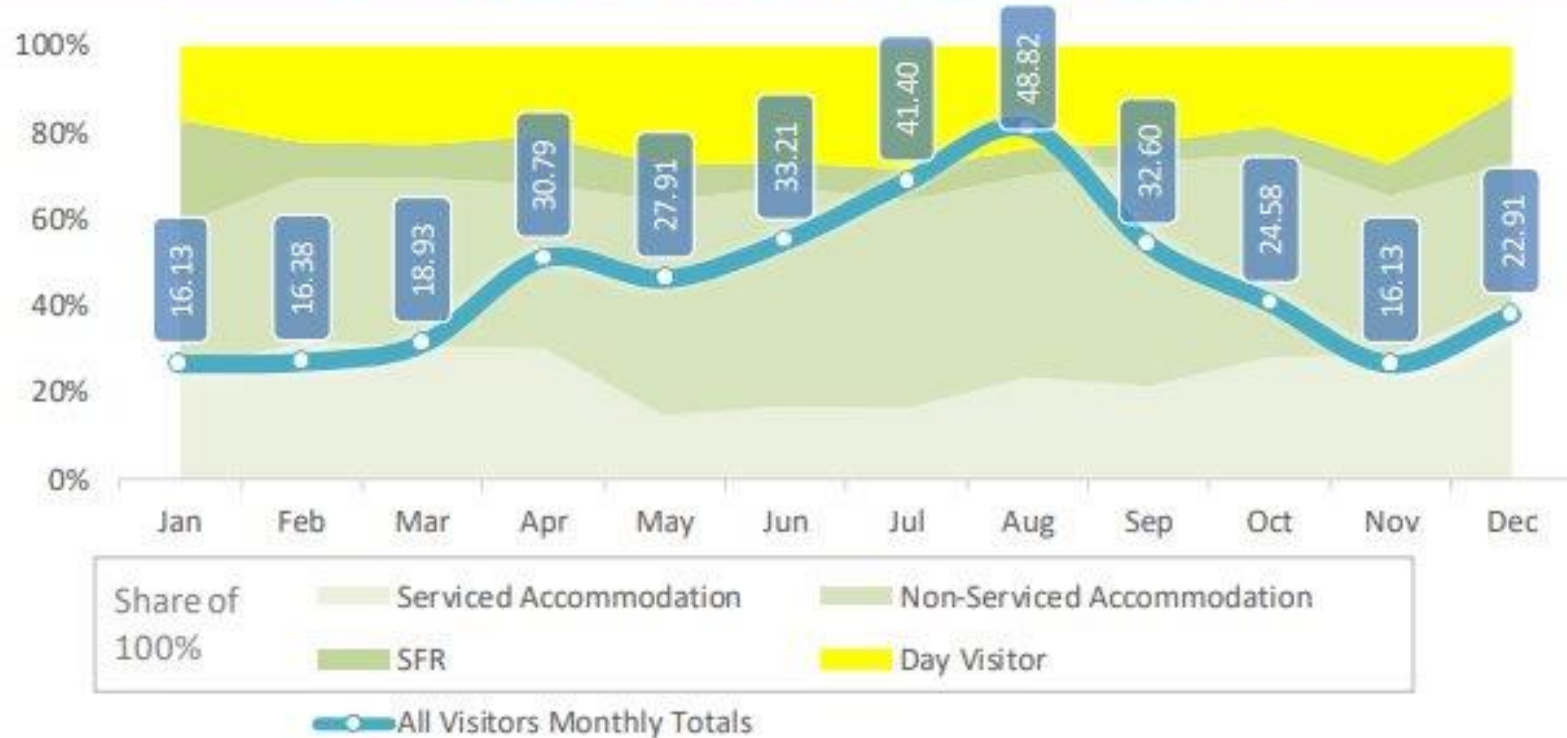 100%
80%
60%
40%
20%
0%
16.13
16.38
18.93
30.79
27.91
33.21
41.40
48.82
32.60
24.58
16.13
22.91
Jan Feb Mar Apr May Jun Jul Aug Sep Oct Nov Dec
Share of
100%
Serviced Accommodation
Non-Serviced Accommodation
SFR
Day Visitor
All Visitors Monthly Totals